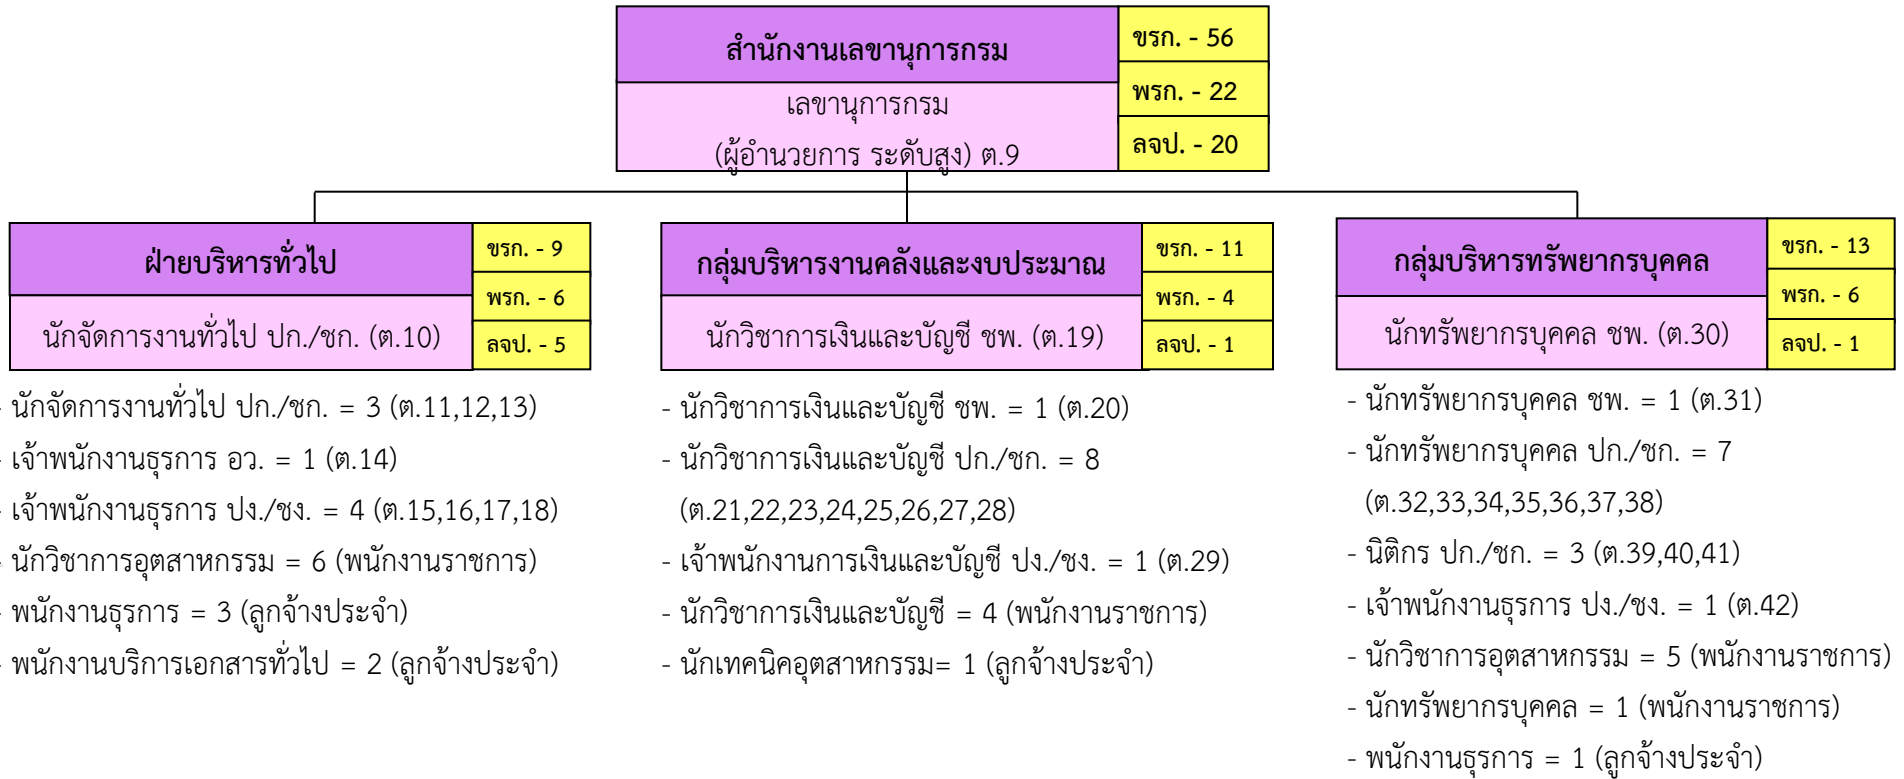 สำนักงานเลขานุการกรม
เลขานุการกรม
(ผู้อำนวยการ ระดับสูง) ต.9
ขรก. - 56
พรก. - 22
ลจป. - 20
ฝ่ายบริหารทั่วไป
นักจัดการงานทั่วไป ปก./ชก. (ต.10)
ขรก. - 9
พรก. - 6
ลจป. - 5
- นักจัดการงานทั่วไป ปก./ชก. = 3 (ต.11,12,13)
- เจ้าพนักงานธุรการ อว. = 1 (ต.14)
- เจ้าพนักงานธุรการ ปง./ชง. = 4 (ต.15,16,17,18)
- นักวิชาการอุตสาหกรรม = 6 (พนักงานราชการ)
- พนักงานธุรการ = 3 (ลูกจ้างประจำ)
- พนักงานบริการเอกสารทั่วไป = 2 (ลูกจ้างประจำ)
กลุ่มบริหารงานคลังและงบประมาณ
นักวิชาการเงินและบัญชี ชพ. (ต.19)
ขรก. - 11
พรก. - 4
ลจป. - 1
- นักวิชาการเงินและบัญชี ชพ. = 1 (ต.20)
- นักวิชาการเงินและบัญชี ปก./ชก. = 8
(ต.21,22,23,24,25,26,27,28)
- เจ้าพนักงานการเงินและบัญชี ปง./ชง. = 1 (ต.29)
- นักวิชาการเงินและบัญชี = 4 (พนักงานราชการ)
- นักเทคนิคอุตสาหกรรม= 1 (ลูกจ้างประจำ)
กลุ่มบริหารทรัพยากรบุคคล
นักทรัพยากรบุคคล ชพ. (ต.30)
ขรก. - 13
พรก. - 6
ลจป. - 1
- นักทรัพยากรบุคคล ชพ. = 1 (ต.31)
- นักทรัพยากรบุคคล ปก./ชก. = 7
(ต.32,33,34,35,36,37,38)
- นิติกร ปก./ชก. = 3 (ต.39,40,41)
- เจ้าพนักงานธุรการ ปง./ชง. = 1 (ต.42)
- นักวิชาการอุตสาหกรรม = 5 (พนักงานราชการ)
- นักทรัพยากรบุคคล = 1 (พนักงานราชการ)
- พนักงานธุรการ = 1 (ลูกจ้างประจำ)